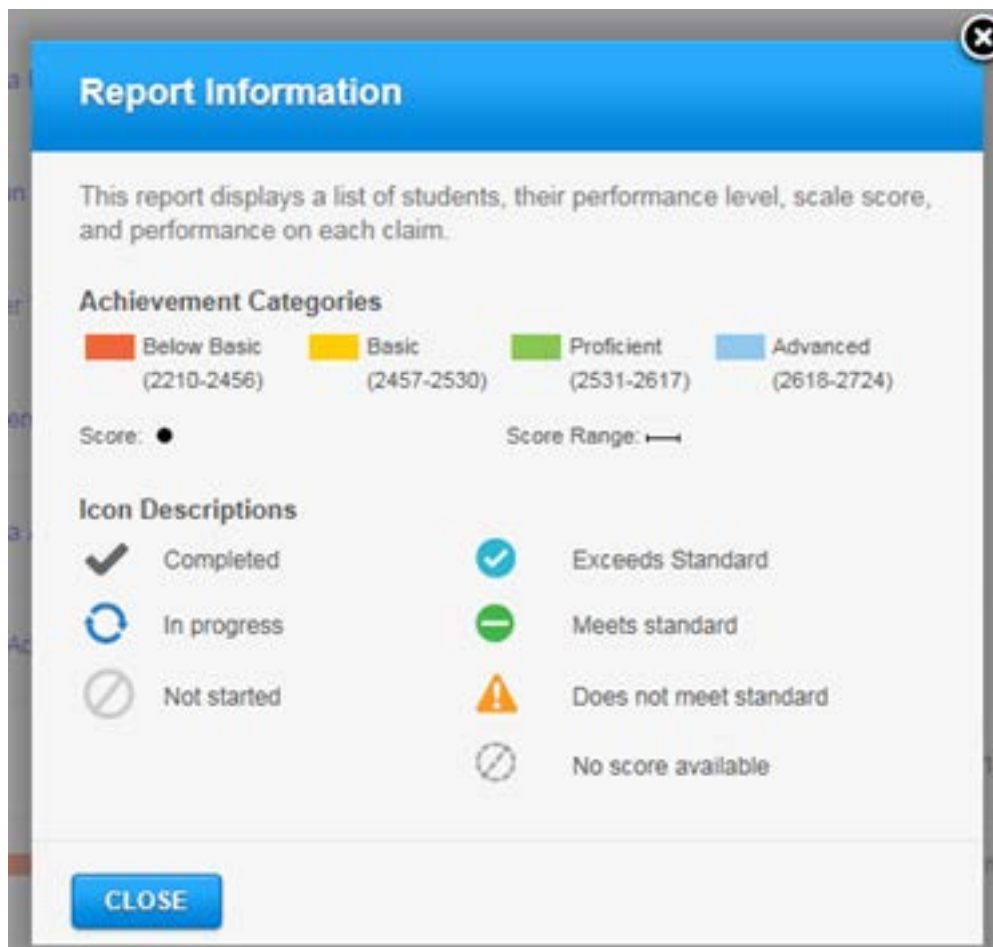 Report Information
This report displays a list of students, their performance level, scale score,
and performance on each claim.
Achievement Categories
Below Basic Basic Proficient Advanced
(2210-2456) (2457-2530) (2531-2617) (2618-2724)
Score: Score Range:
Icon Descriptions
Completed Exceeds Standard
In progress Meets standard
Not started Does not meet standard
No score available
CLOSE